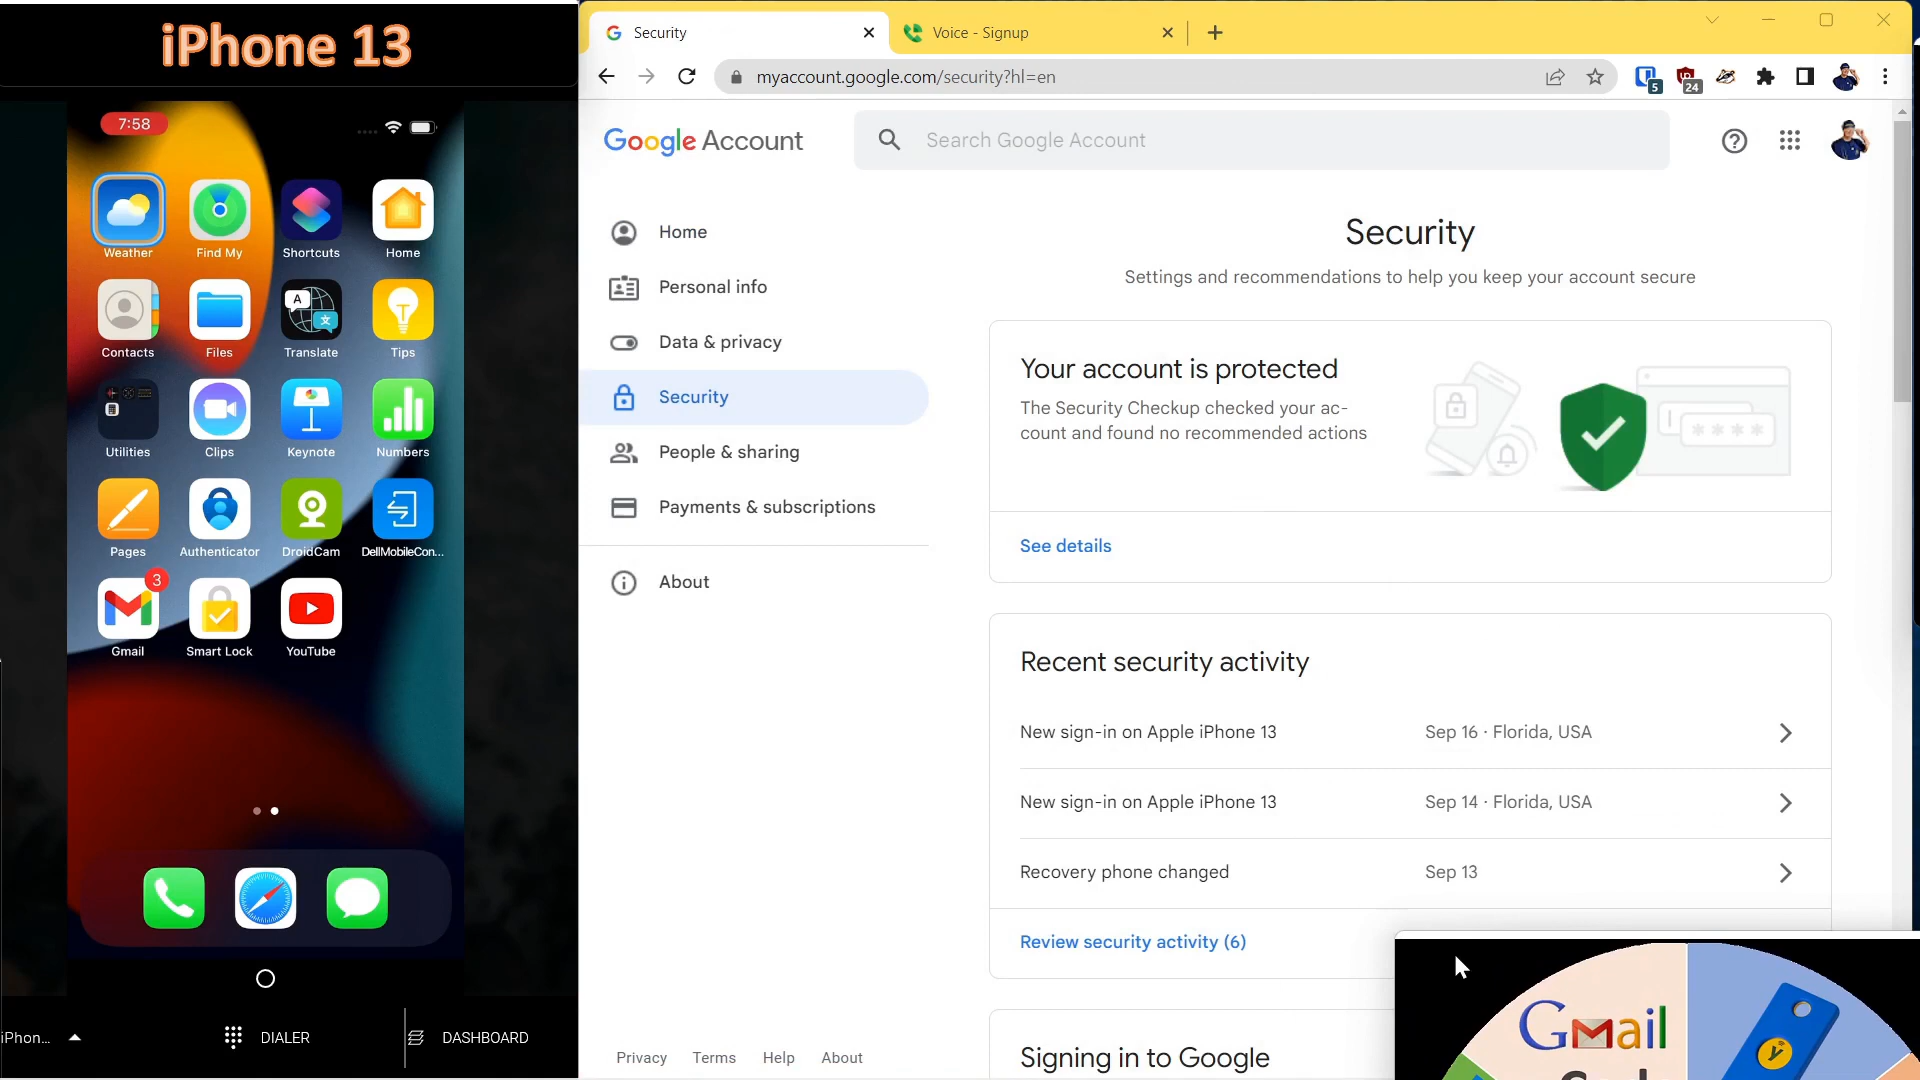 iPhone 13
7:58
Weather
Find My
Shortcuts
Home
Contacts
Files
Translate
Tips
Utilities
Clips
Keynote
Numbers
Pages
Authenticator
DroidCam
DellMobileCon...
3
Gmail
Smart Lock
YouTube
iPhon...
DIALER
DASHBOARD
Security
Voice - Signup
myaccount.google.com/security?hl=en
5
24
Google Account
Search Google Account
Home
Personal info
Data & privacy
Security
People & sharing
Payments & subscriptions
About
Privacy
Terms
Help
About
Security
Settings and recommendations to help you keep your account secure
Your account is protected
The Security Checkup checked your ac-
count and found no recommended actions
****
See details
Recent security activity
New sign-in on Apple iPhone 13
Sep 16 · Florida, USA
New sign-in on Apple iPhone 13
Sep 14 · Florida, USA
Recovery phone changed
Sep 13
Review security activity (6)
Signing in to Google
Gmail
y